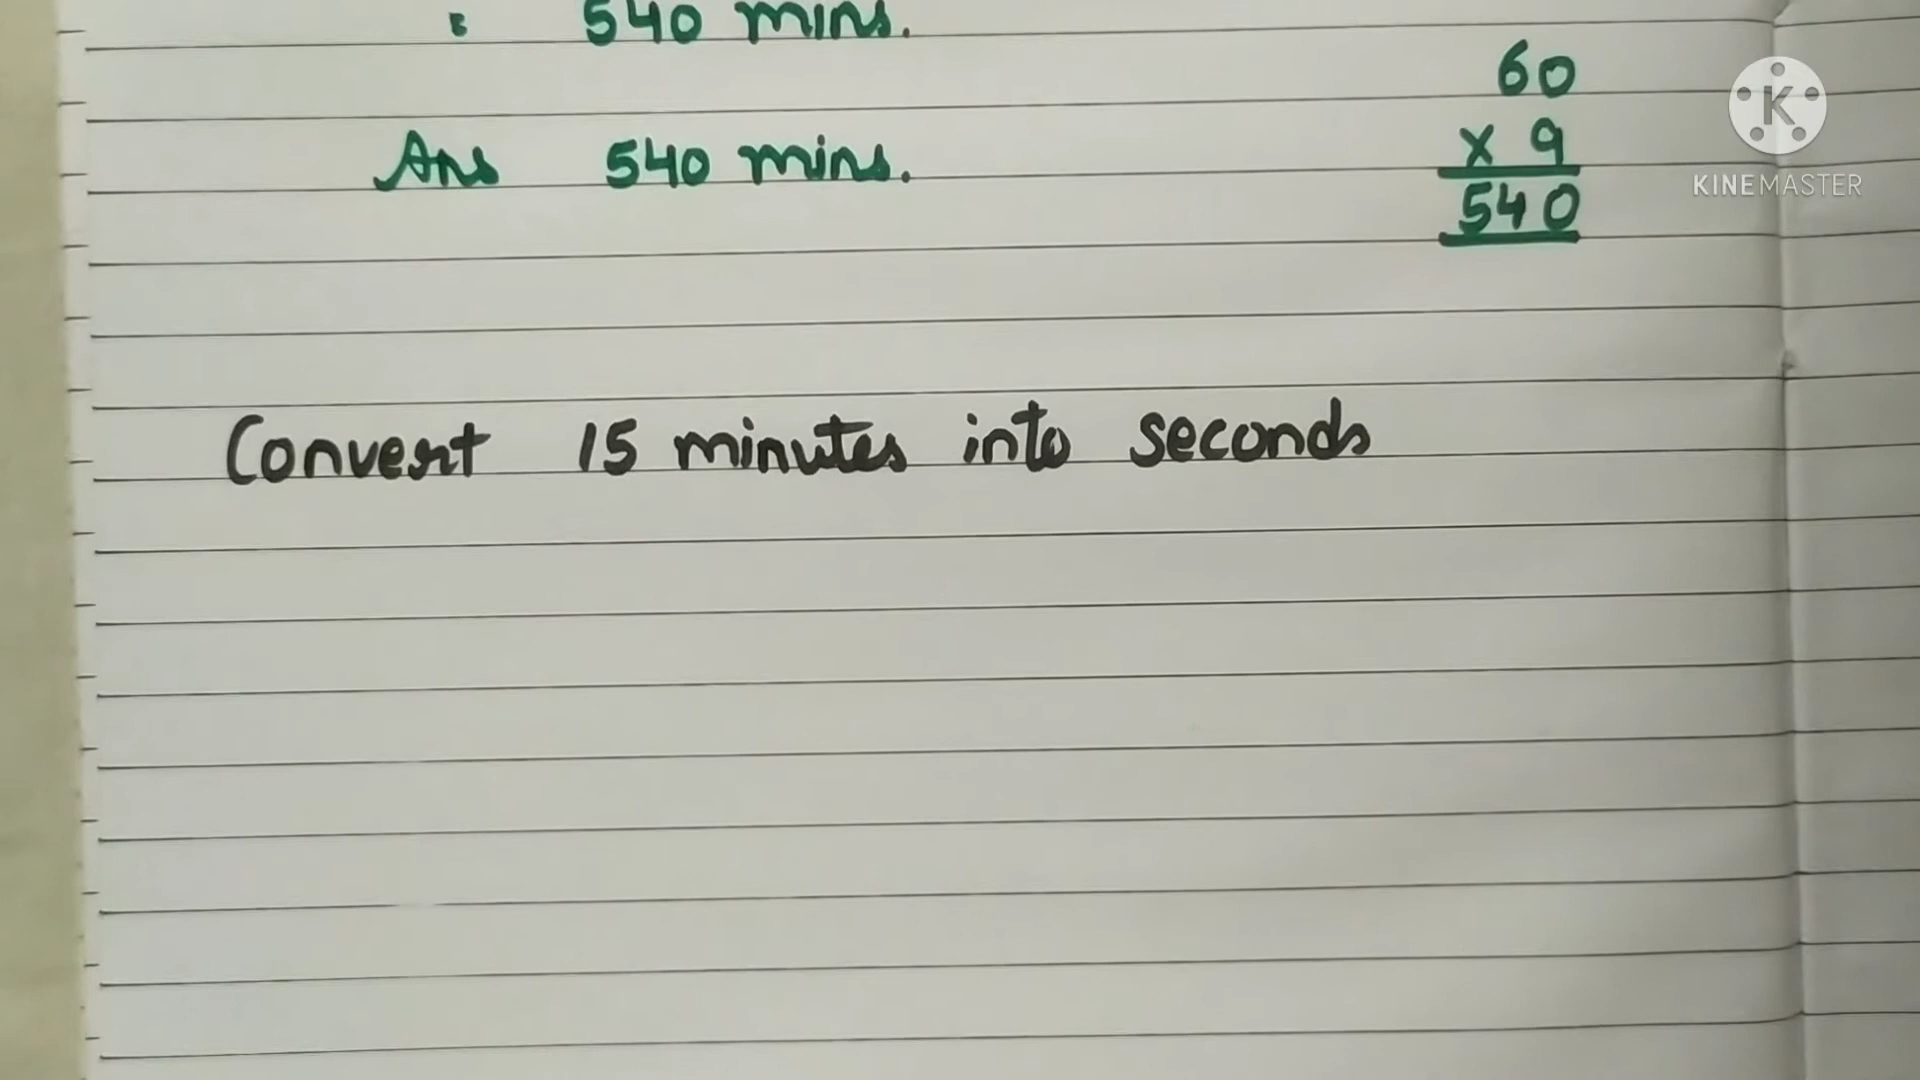 = 540 mins.
60
Ans 540 mins.
x 9
540
K
KINEMASTER
Convert 15 minutes into seconds